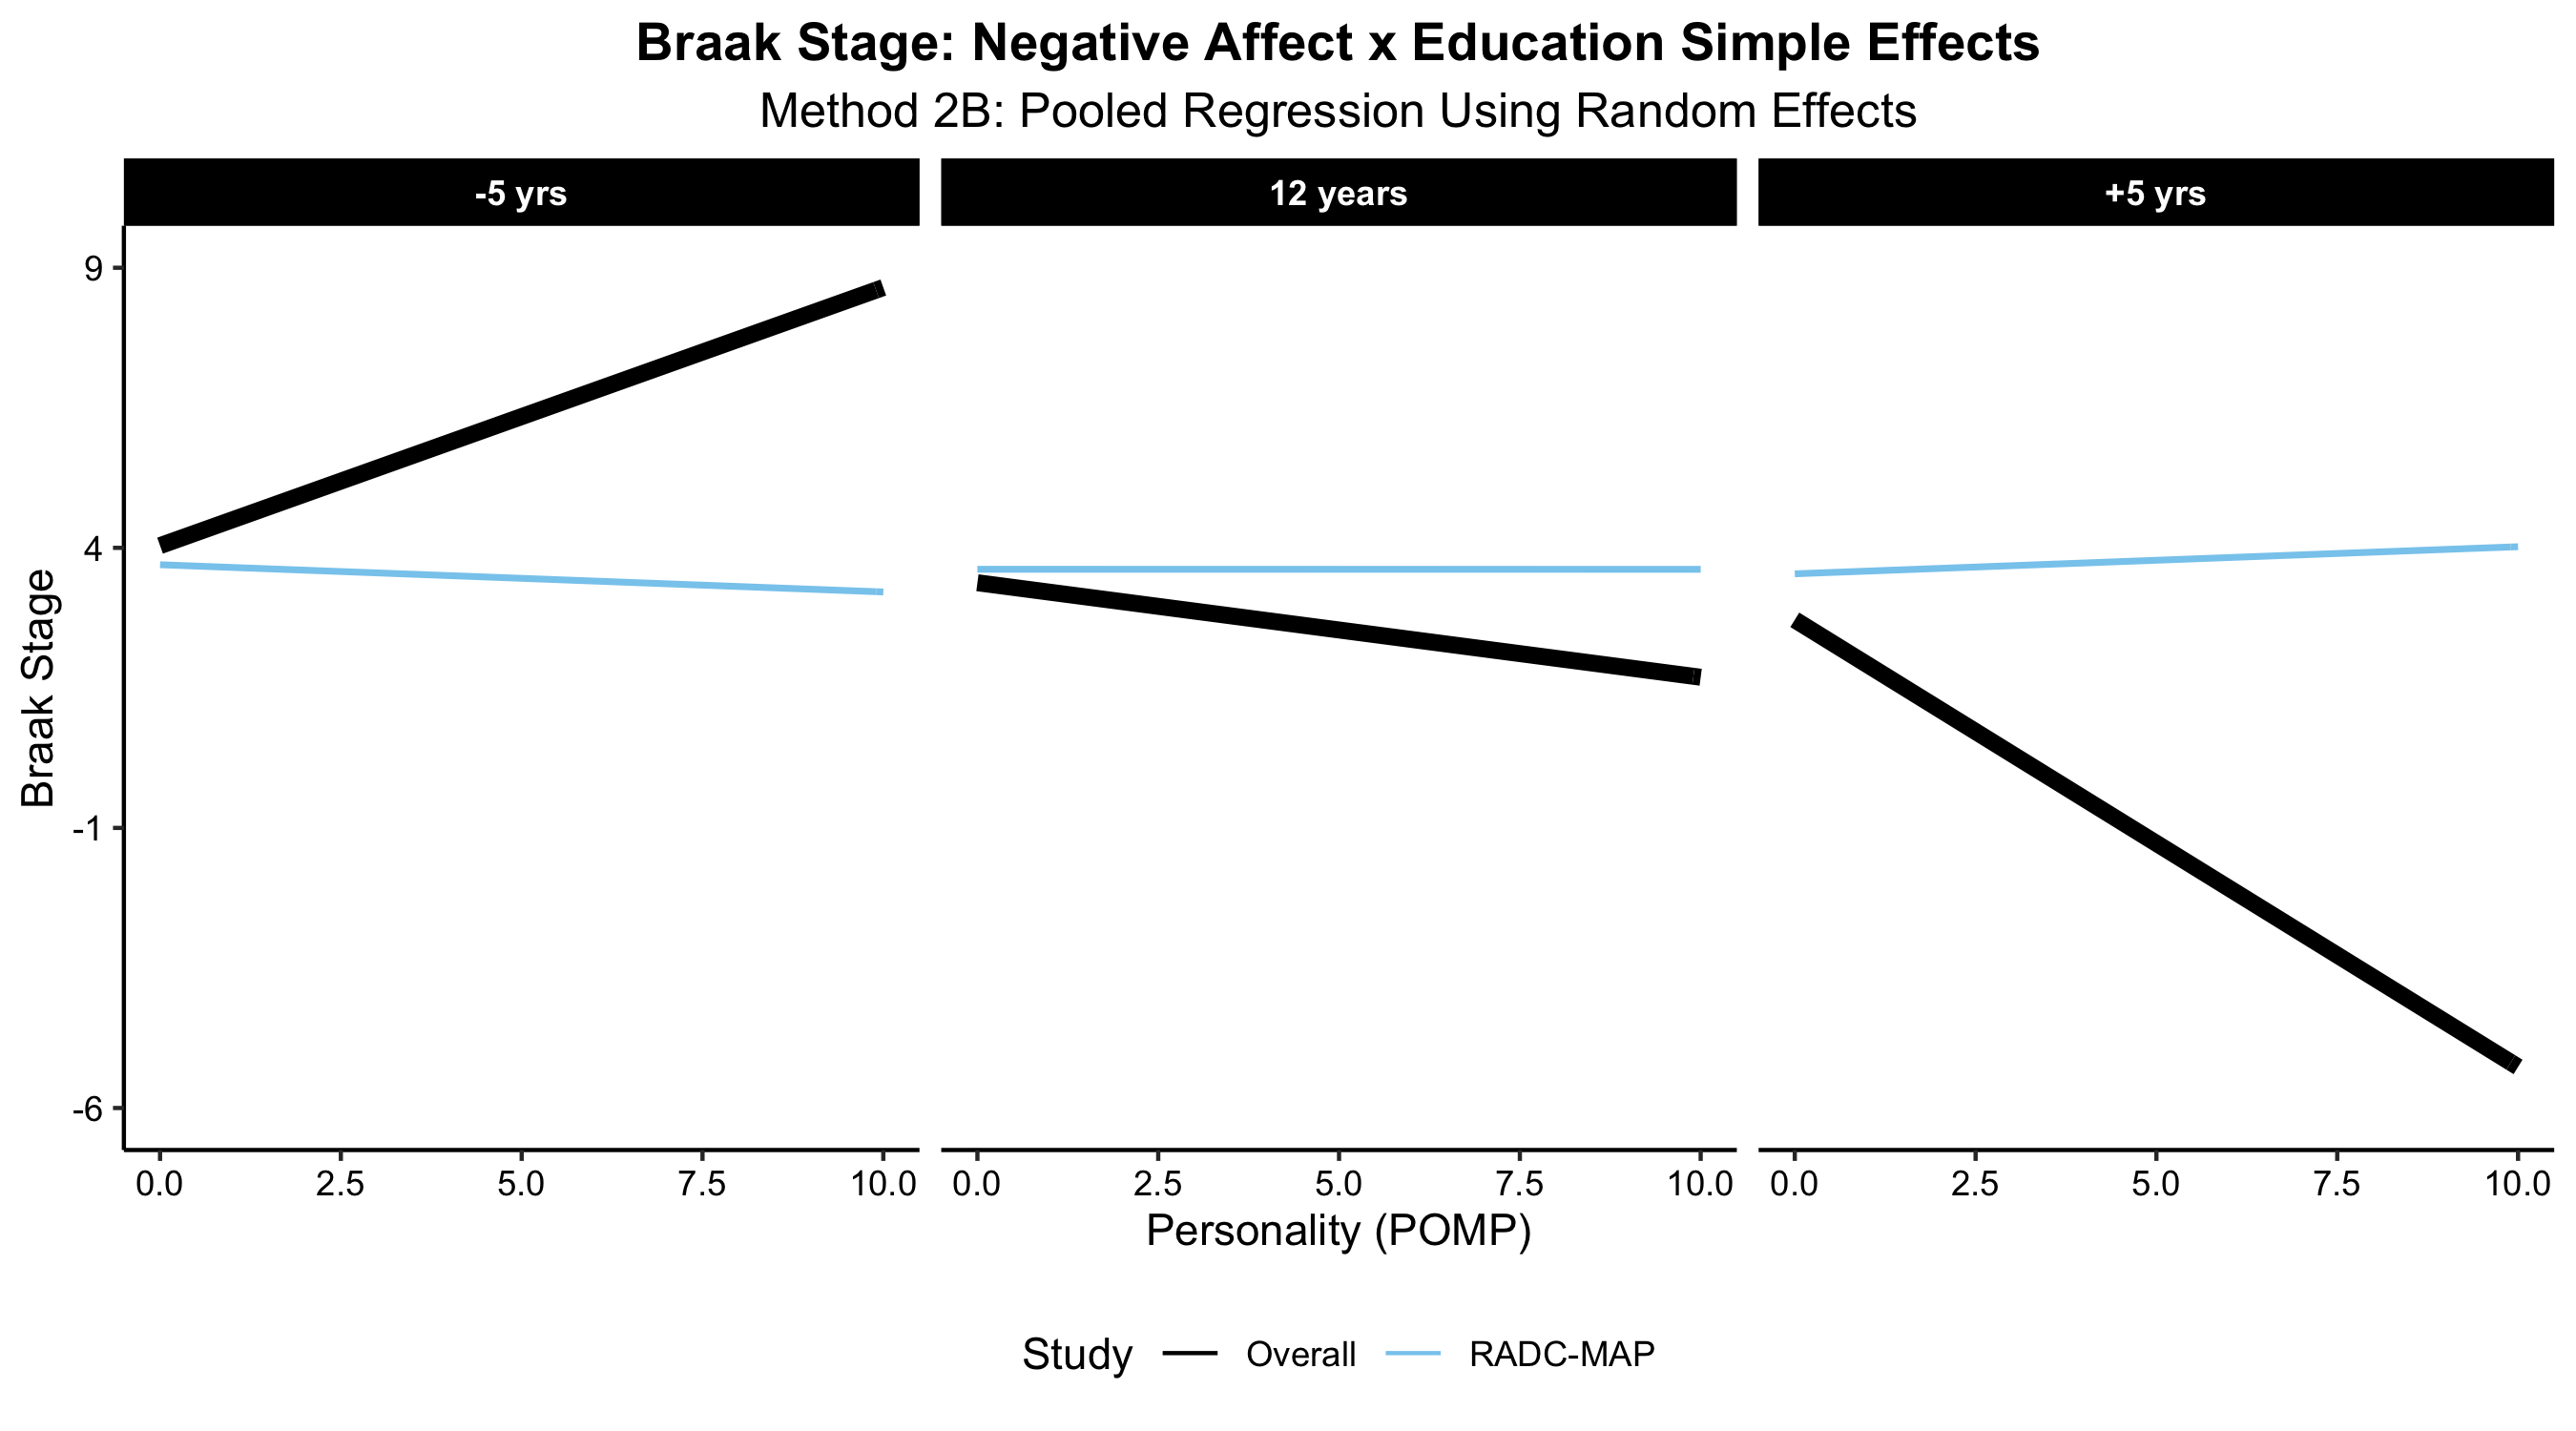 Braak Stage: Negative Affect x Education Simple Effects
Method 2B: Pooled Regression Using Random Effects
-5 yrs
12 years
+5 yrs
Braak Stage
9
4
-1
-6
0.0 2.5 5.0 7.5 10.0
0.0 2.5 5.0 7.5 10.0
0.0 2.5 5.0 7.5 10.0
Personality (POMP)
Study Overall RADC-MAP